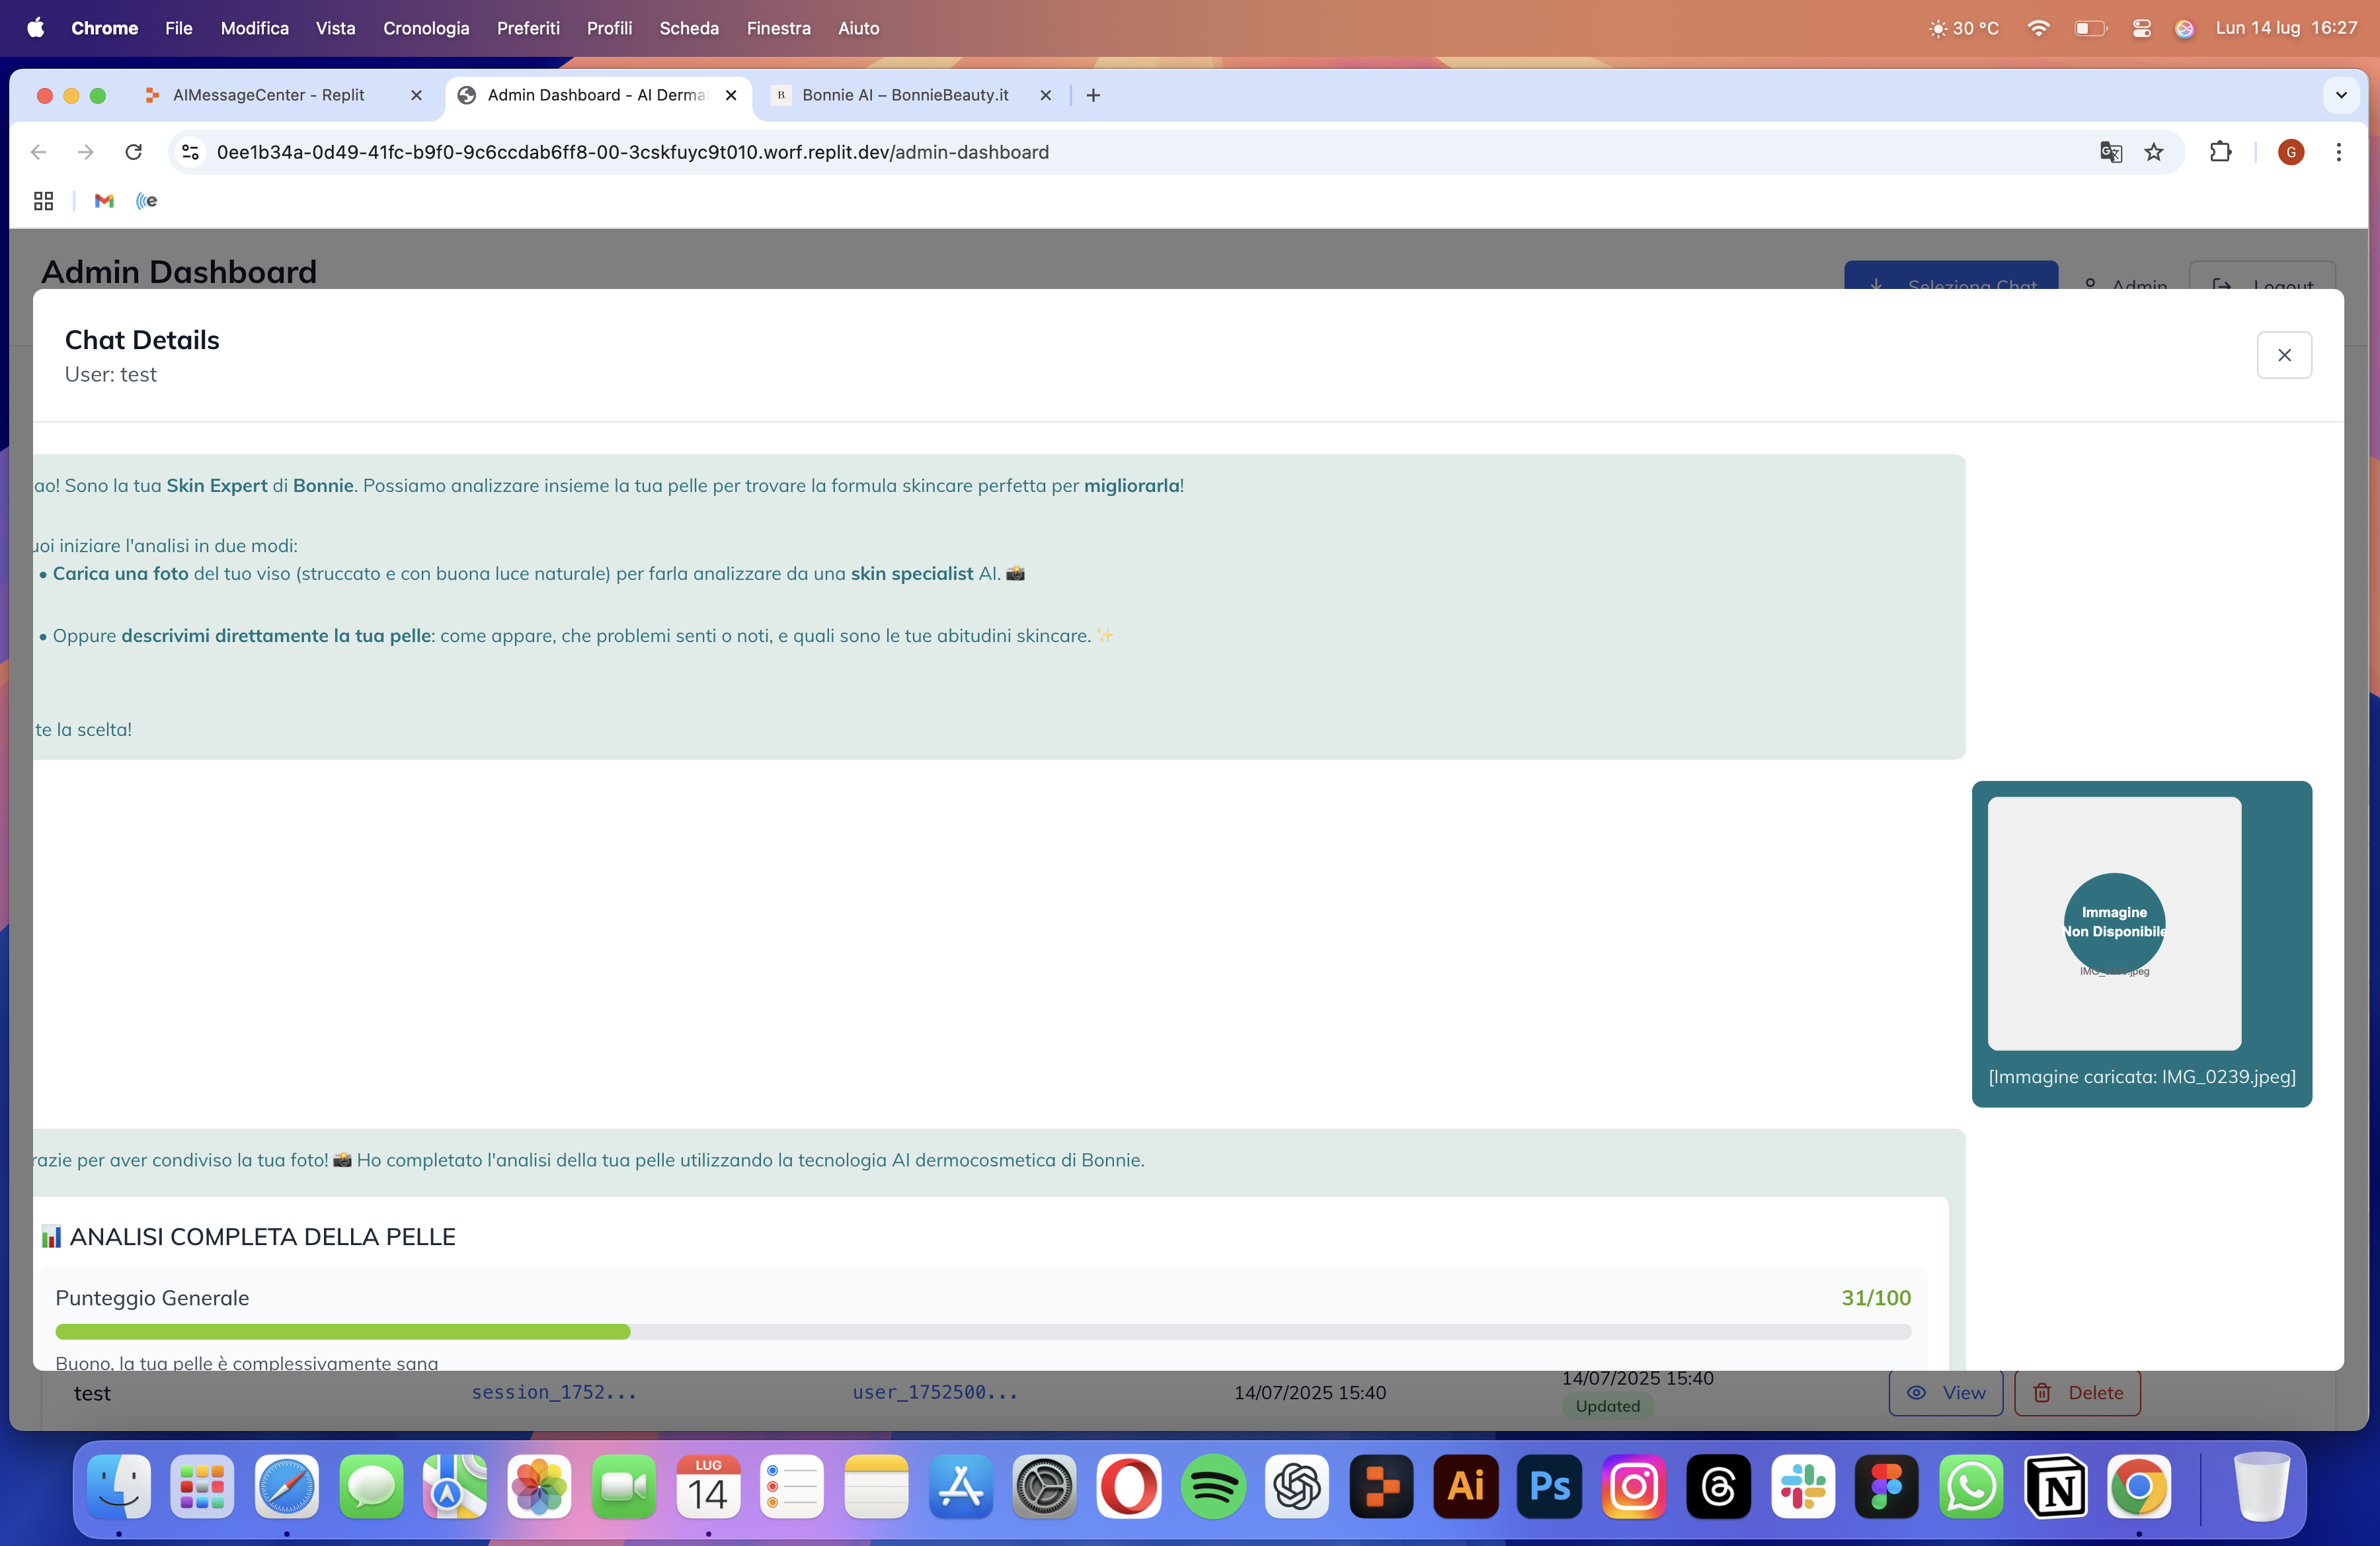 Chrome File Modifica Vista Cronologia Preferiti Profili Scheda Finestra Aiuto 30 °C Lun 14 lug 16:27
AIMessageCenter - Replit Admin Dashboard - AI Derma B. Bonnie AI – BonnieBeauty.it
0ee1b34a-0d49-41fc-b9f0-9c6ccdab6ff8-00-3cskfuyc9t010.worf.replit.dev/admin-dashboard G
Admin Dashboard
Seleziona Chat Admin Logout
Chat Details
User: test
ao! Sono la tua Skin Expert di Bonnie. Possiamo analizzare insieme la tua pelle per trovare la formula skincare perfetta per migliorarla!
uoi iniziare l'analisi in due modi:
• Carica una foto del tuo viso (struccato e con buona luce naturale) per farla analizzare da una skin specialist AI. 📸
• Oppure descrivimi direttamente la tua pelle: come appare, che problemi senti o noti, e quali sono le tue abitudini skincare. ✨
te la scelta!
Immagine
Non Disponibile
[Immagine caricata: IMG_0239.jpeg]
razie per aver condiviso la tua foto! 📸 Ho completato l'analisi della tua pelle utilizzando la tecnologia AI dermocosmetica di Bonnie.
📊 ANALISI COMPLETA DELLA PELLE
Punteggio Generale 31/100
Buono, la tua pelle è complessivamente sana
test session_1752... user_1752500... 14/07/2025 15:40 14/07/2025 15:40 View Delete
Updated
LUG
14
Ai Ps